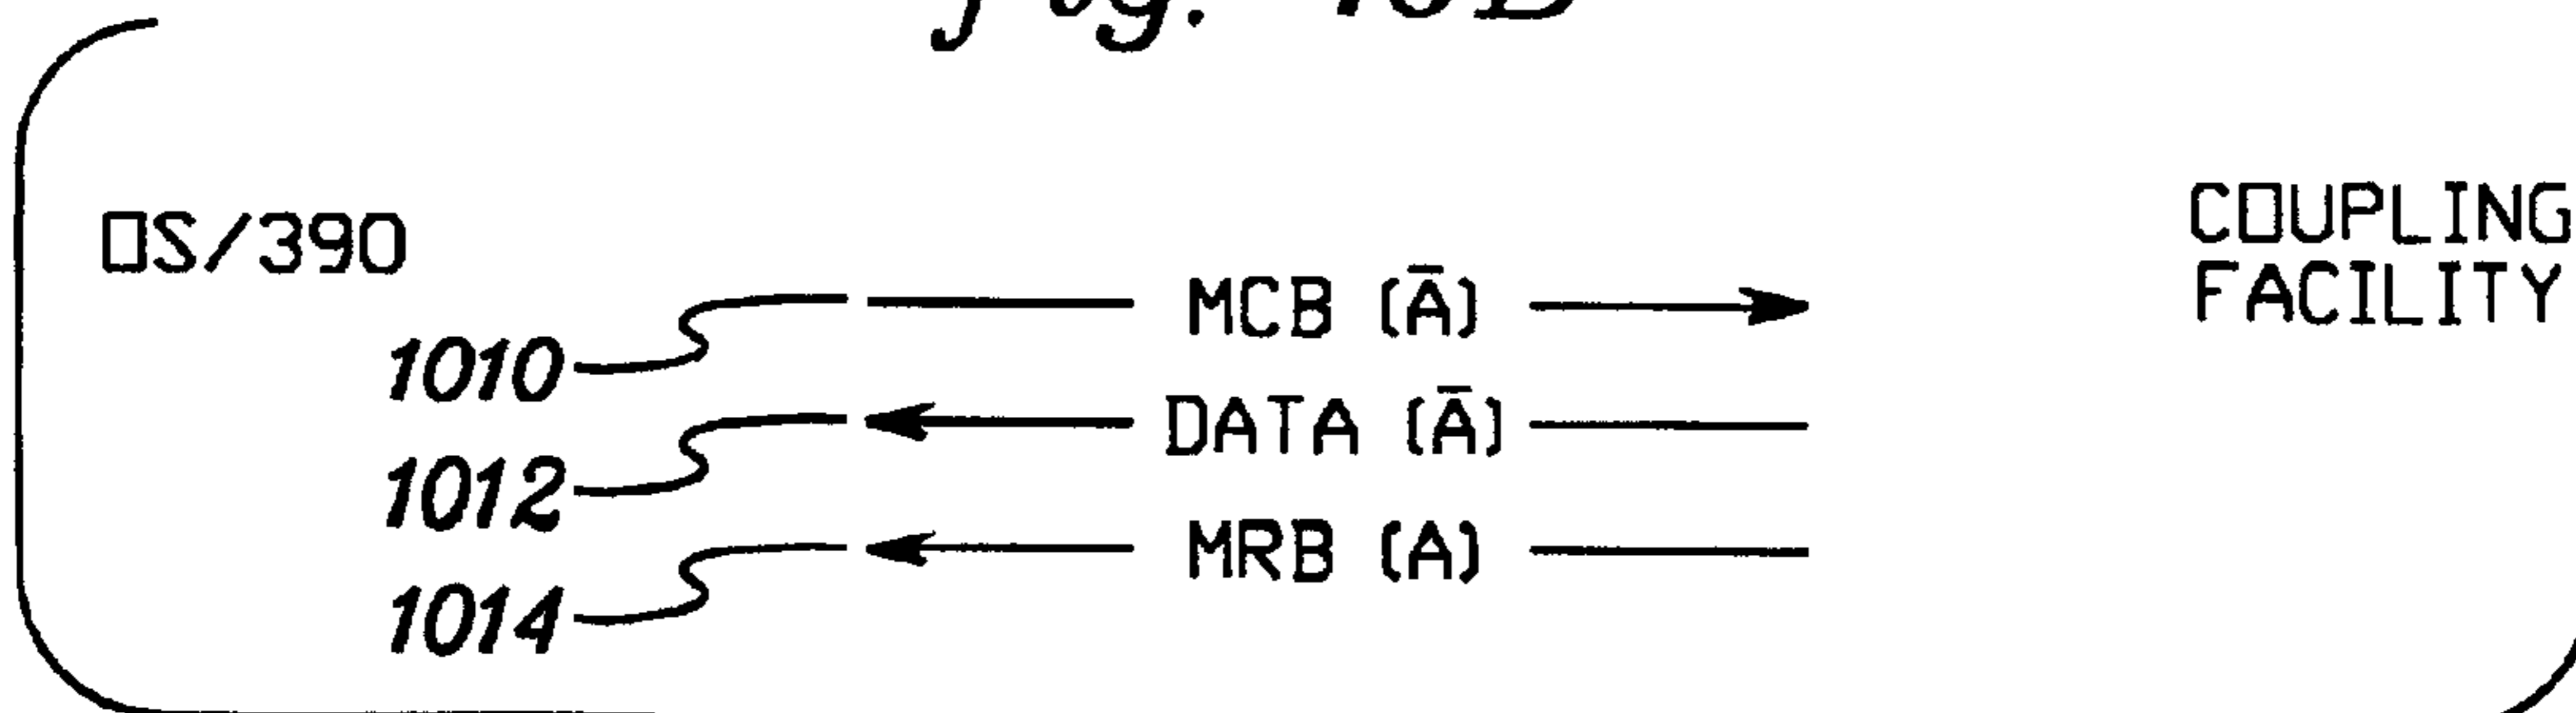 OS/390
COUPLING
FACILITY
MCB (Ā)
1010
DATA (Ā)
1012
MRB (A)
1014